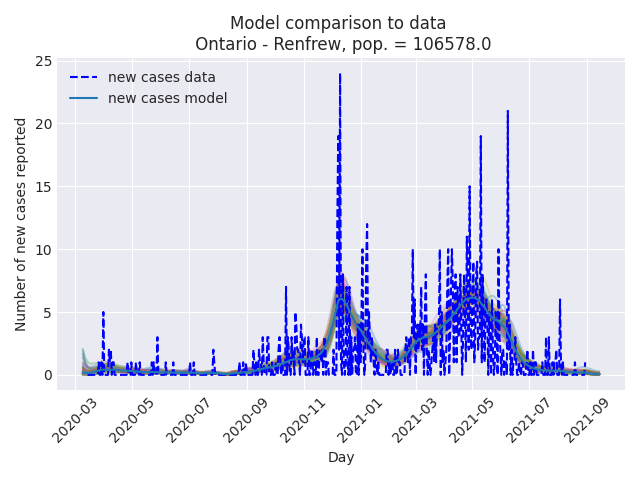 Model comparison to data
Ontario - Renfrew, pop. = 106578.0
25
20
15
10
5
0
Number of new cases reported
new cases data
new cases model
2020-03
2020-05
2020-07
2020-09
2020-11
2021-01
2021-03
2021-05
2021-07
2021-09
Day